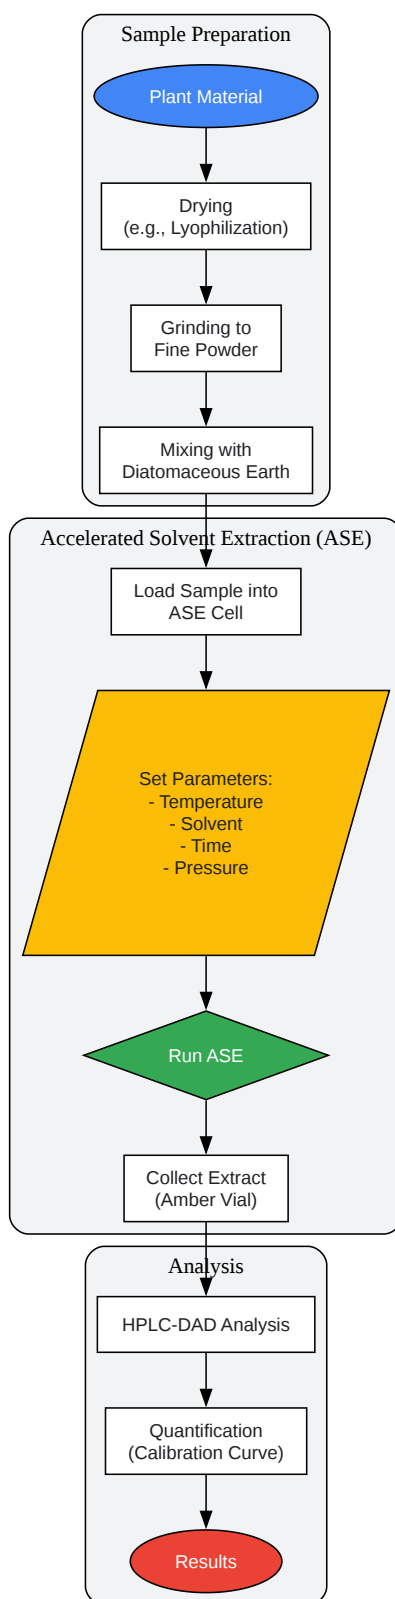 Sample Preparation
Plant Material
Drying
(e.g., Lyophilization)
Grinding to
Fine Powder
Mixing with
Diatomaceous Earth
Accelerated Solvent Extraction (ASE)
Load Sample into
ASE Cell
Set Parameters:
- Temperature
- Solvent
- Time
- Pressure
Run ASE
Collect Extract
(Amber Vial)
Analysis
HPLC-DAD Analysis
Quantification
(Calibration Curve)
Results